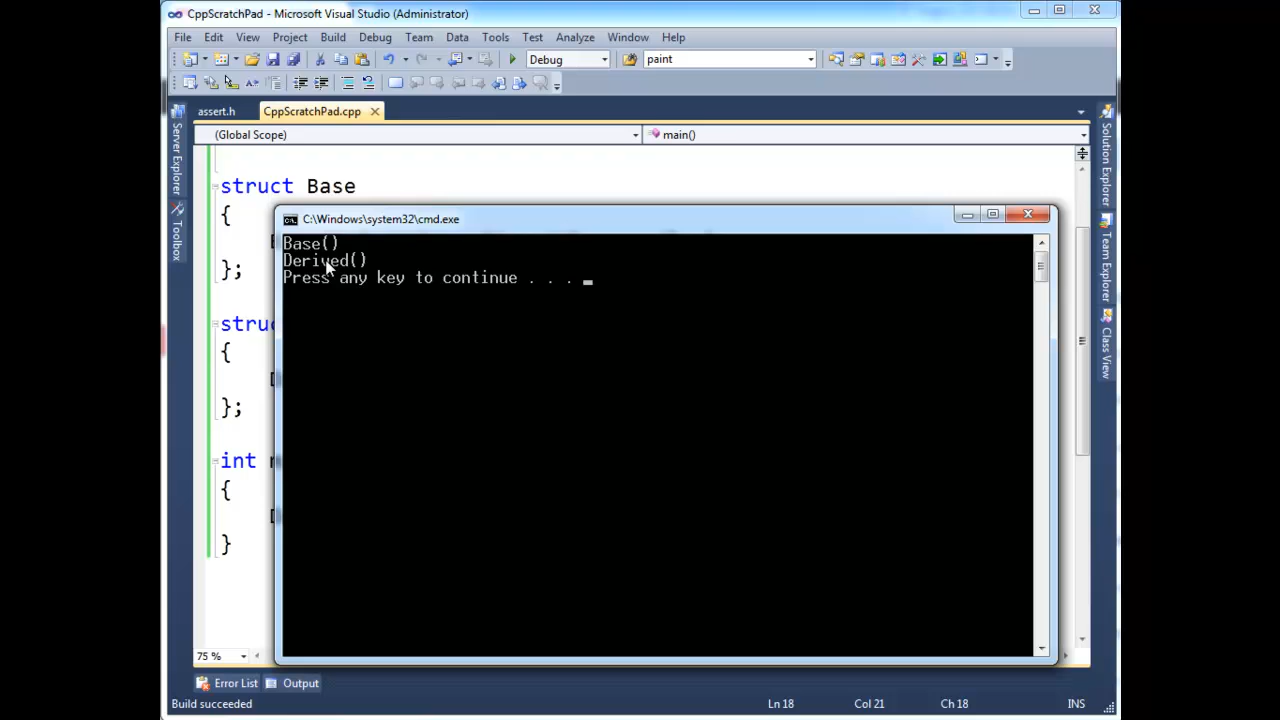 CppScratchPad - Microsoft Visual Studio (Administrator)
File Edit View Project Build Debug Team Data Tools Test Analyze Window Help
Debug paint
assert.h CppScratchPad.cpp
(Global Scope) main()
Server Explorer
Toolbox
Solution Explorer
Team Explorer
Class View
struct Base
{
};
{
};
int
{
}
C:\Windows\system32\cmd.exe
Base()
Derived()
Press any key to continue . . .
75 %
Error List Output
Build succeeded Ln 18 Col 21 Ch 18 INS